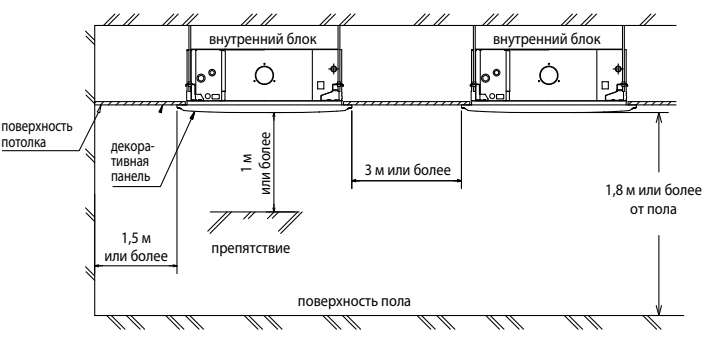 внутренний блок
внутренний блок
поверхность
потолка
декора-
тивная
панель
1 м
или более
3 м или более
1,8 м или более
от пола
1,5 м
или более
препятствие
поверхность пола